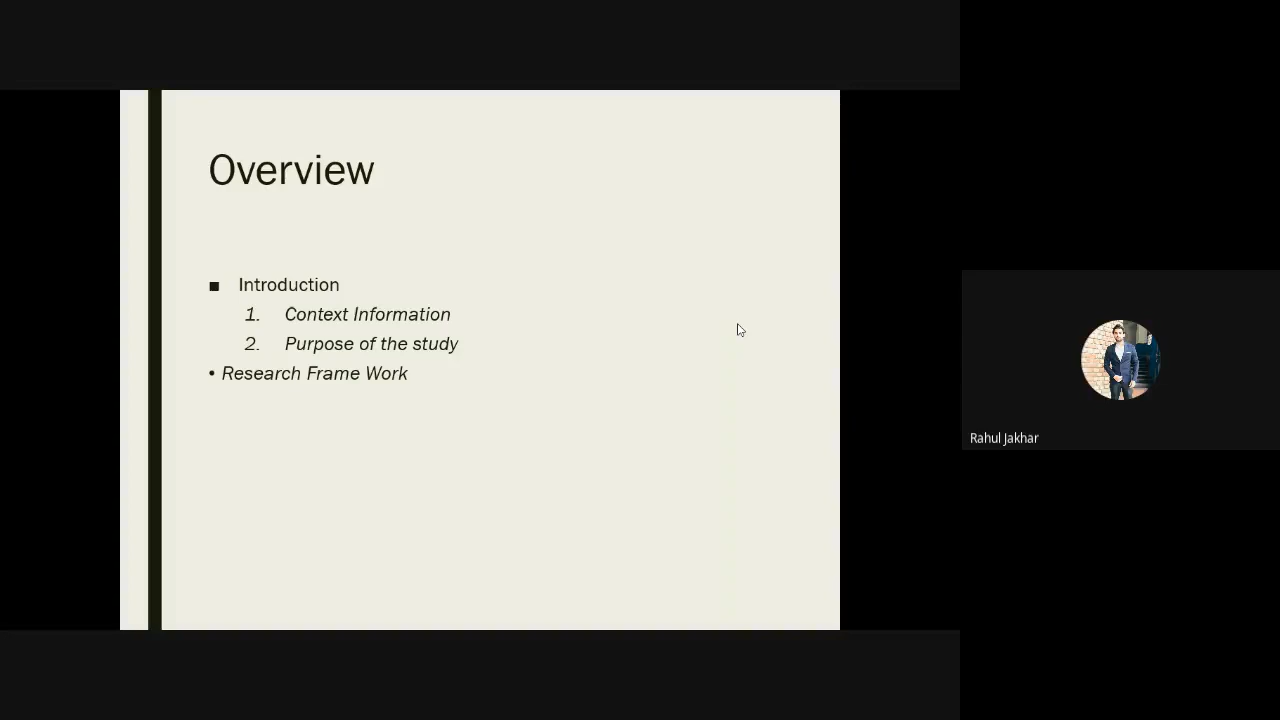 Overview
■ Introduction
1. Context Information
2. Purpose of the study
• Research Frame Work
Rahul Jakhar